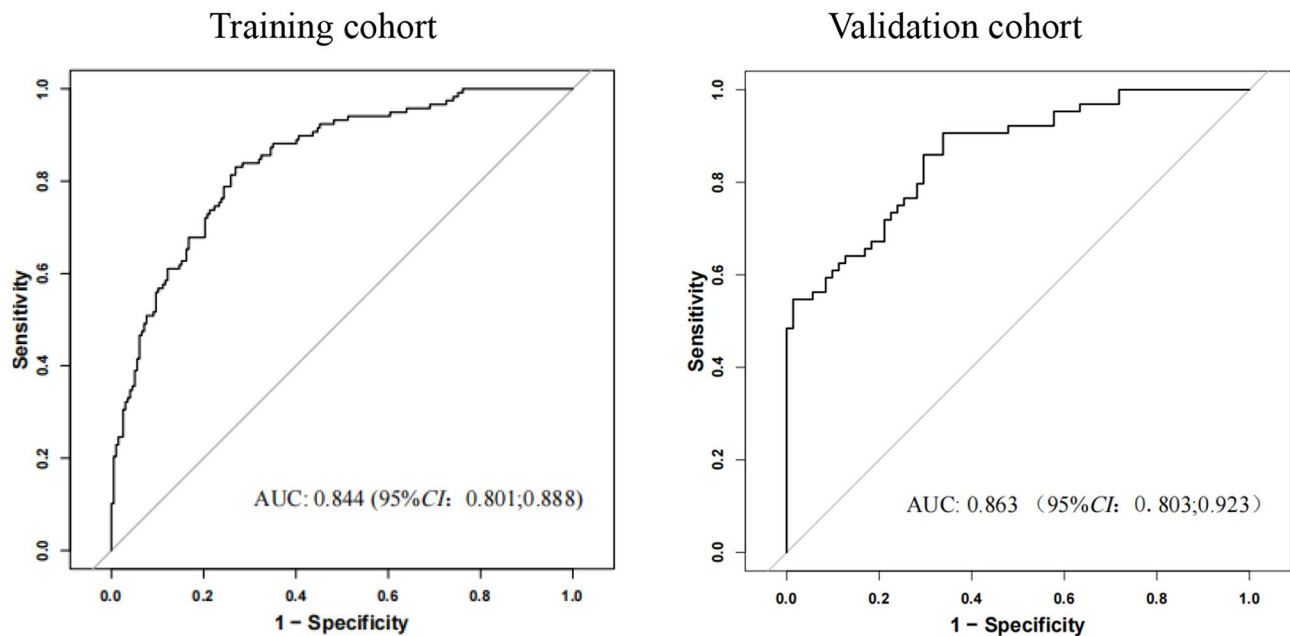 Training cohort
1.0
0.8
0.6
0.4
0.2
0.0
Sensitivity
AUC: 0.844 (95%CI： 0.801;0.888)
0.0 0.2 0.4 0.6 0.8 1.0
1 − Specificity
Validation cohort
1.0
0.8
0.6
0.4
0.2
0.0
Sensitivity
AUC: 0.863 （95%CI： 0.803;0.923）
0.0 0.2 0.4 0.6 0.8 1.0
1 − Specificity